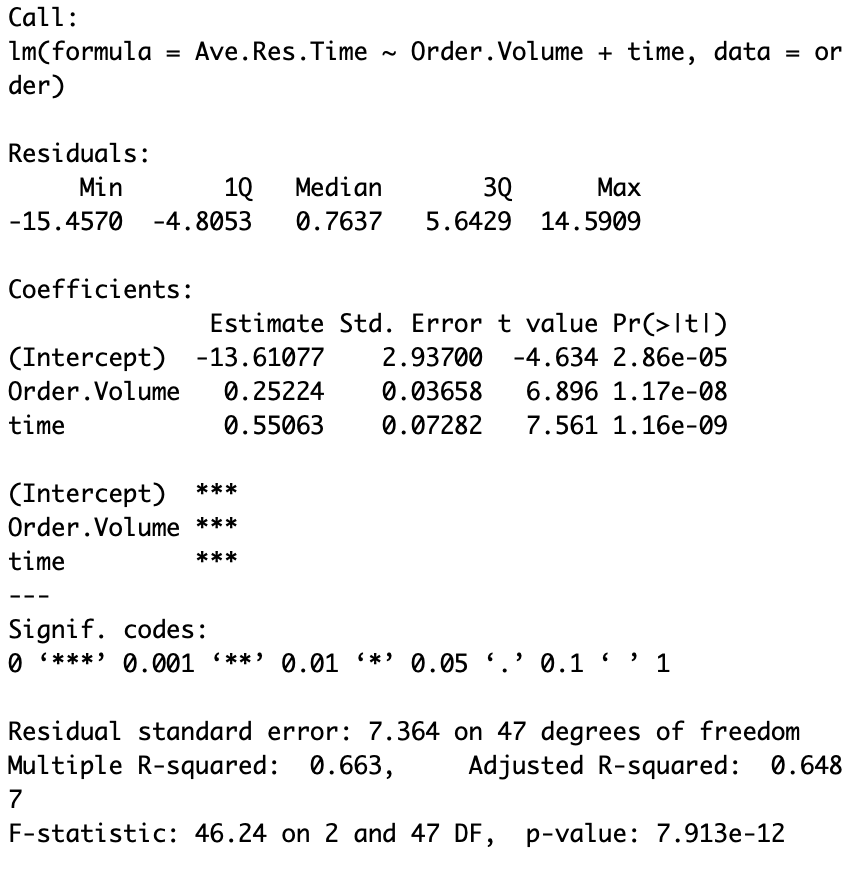 Call:
lm(formula = Ave.Res.Time ~ Order.Volume + time, data = or
der)

Residuals:
     Min       1Q   Median       3Q      Max
-15.4570  -4.8053   0.7637   5.6429  14.5909

Coefficients:
              Estimate Std. Error t value Pr(>|t|)
(Intercept)  -13.61077    2.93700  -4.634 2.86e-05
Order.Volume   0.25224    0.03658   6.896 1.17e-08
time           0.55063    0.07282   7.561 1.16e-09

(Intercept)  ***
Order.Volume ***
time         ***
---
Signif. codes:
0 ‘***’ 0.001 ‘**’ 0.01 ‘*’ 0.05 ‘.’ 0.1 ‘ ’ 1

Residual standard error: 7.364 on 47 degrees of freedom
Multiple R-squared:  0.663,     Adjusted R-squared:  0.648
7
F-statistic: 46.24 on 2 and 47 DF,  p-value: 7.913e-12